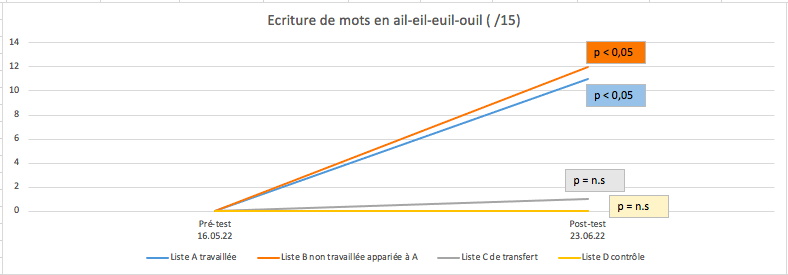 Ecriture de mots en ail-eil-euil-ouil ( /15)
14
12
10
8
6
4
2
0
p < 0,05
p < 0,05
p = n.s
p = n.s
Pré-test
16.05.22
Post-test
23.06.22
Liste A travaillée
Liste B non travaillée appariée à A
Liste C de transfert
Liste D contrôle